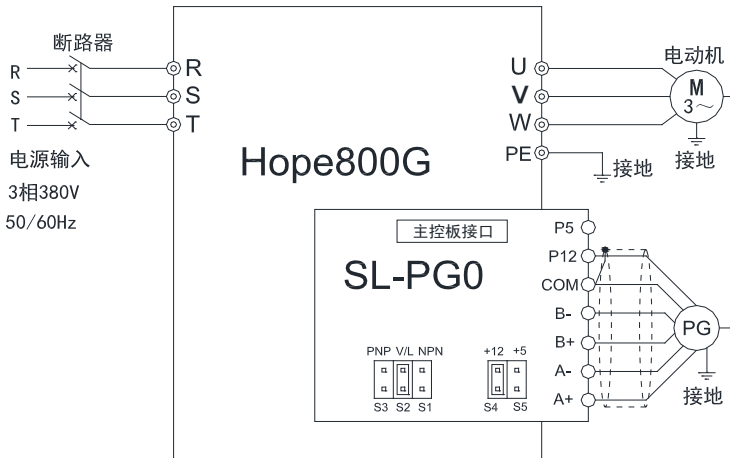 断路器
R
S
T
电源输入
3相380V
50/60Hz
R
S
T
Hope800G
U
V
W
PE
电动机
M
3～
接地
接地
主控板接口
SL-PG0
P5
P12
COM
B-
B+
A-
A+
PG
接地
PNP V/L NPN
S3 S2 S1
+12 +5
S4 S5